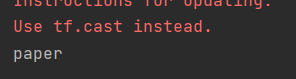 Instructions for updating:
Use tf.cast instead.
paper